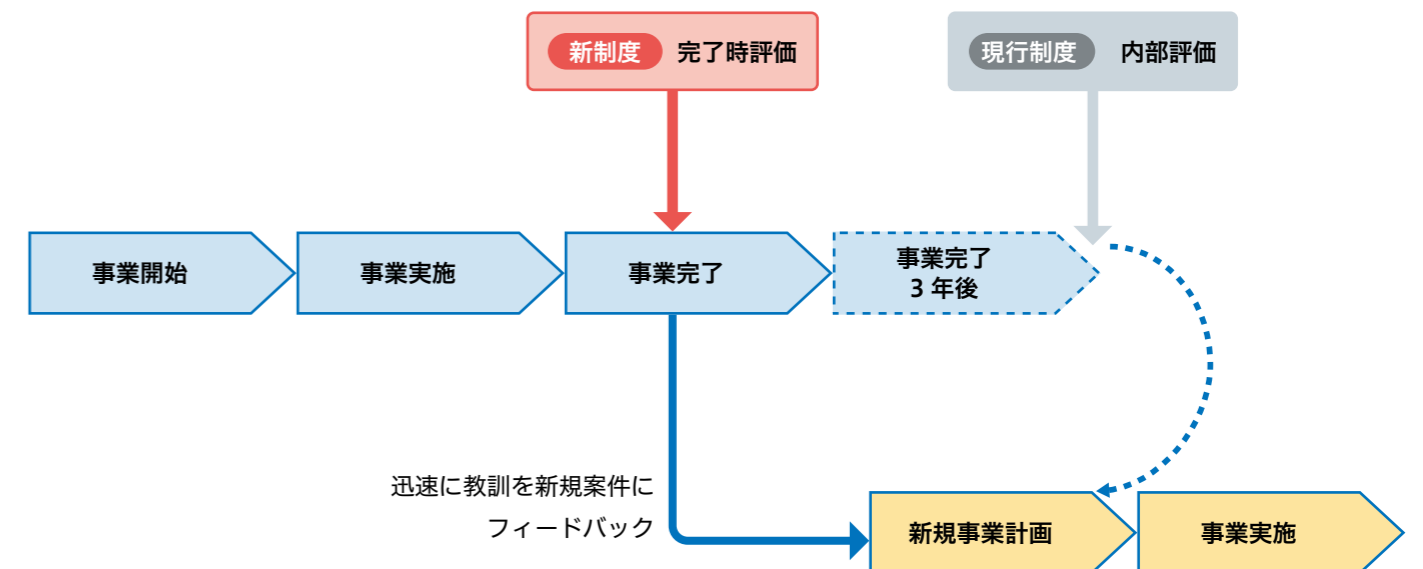 新制度 完了時評価
現行制度 内部評価
事業開始
事業実施
事業完了
事業完了
3 年後
迅速に教訓を新規案件に
フィードバック
新規事業計画
事業実施